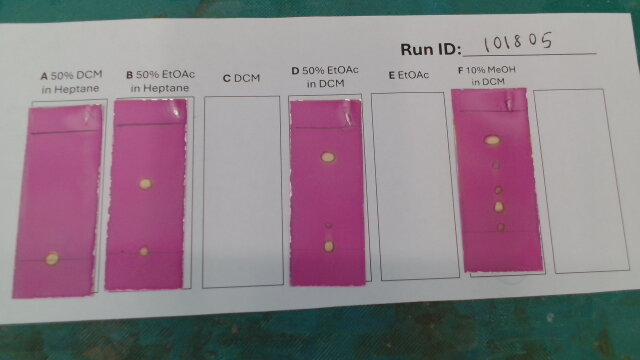 Run ID: 101805
A 50% DCM
in Heptane
B 50% EtOAc
in Heptane
C DCM
D 50% EtOAc
in DCM
E EtOAc
F 10% MeOH
in DCM